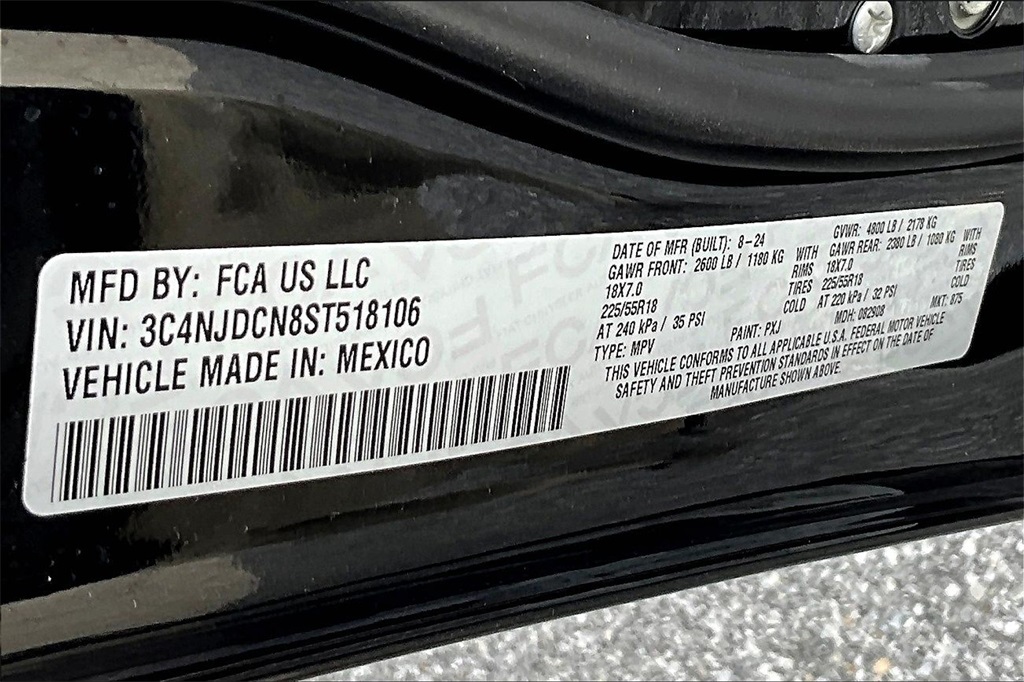 MFD BY: FCA US LLC
VIN: 3C4NJDCN8ST518106
VEHICLE MADE IN: MEXICO
DATE OF MFR (BUILT): 8-24 GVWR: 4800 LB / 2178 KG
GAWR FRONT: 2600 LB / 1180 KG WITH GAWR REAR: 2380 LB / 1080 KG WITH
18X7.0 RIMS 18X7.0 RIMS
225/55R18 TIRES 225/55R18 TIRES
AT 240 kPa / 35 PSI COLD AT 220 kPa / 32 PSI COLD
TYPE: MPV PAINT: PXJ MDH: 082908 MKT: 875
THIS VEHICLE CONFORMS TO ALL APPLICABLE U.S.A. FEDERAL MOTOR VEHICLE
SAFETY AND THEFT PREVENTION STANDARDS IN EFFECT ON THE DATE OF
MANUFACTURE SHOWN ABOVE.